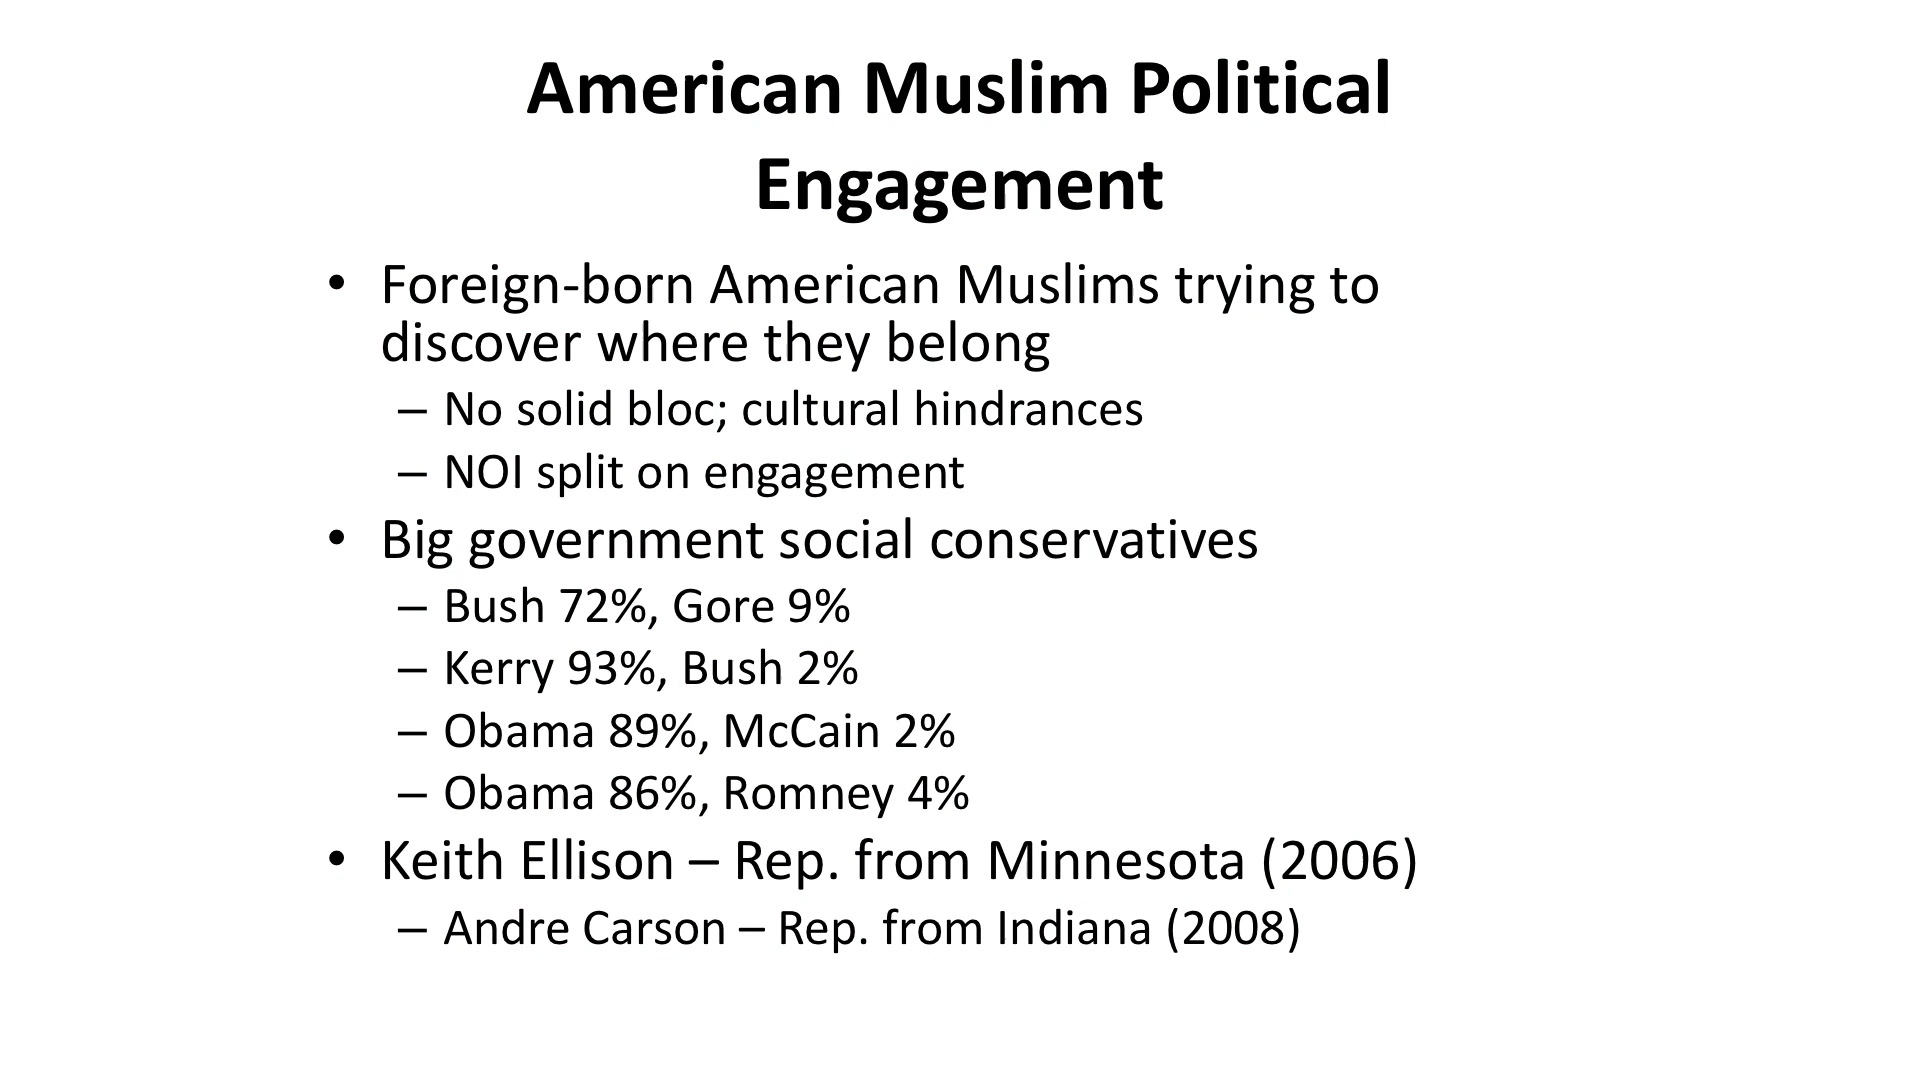 American Muslim Political
Engagement
• Foreign-born American Muslims trying to
discover where they belong
– No solid bloc; cultural hindrances
– NOI split on engagement
• Big government social conservatives
– Bush 72%, Gore 9%
– Kerry 93%, Bush 2%
– Obama 89%, McCain 2%
– Obama 86%, Romney 4%
• Keith Ellison – Rep. from Minnesota (2006)
– Andre Carson – Rep. from Indiana (2008)